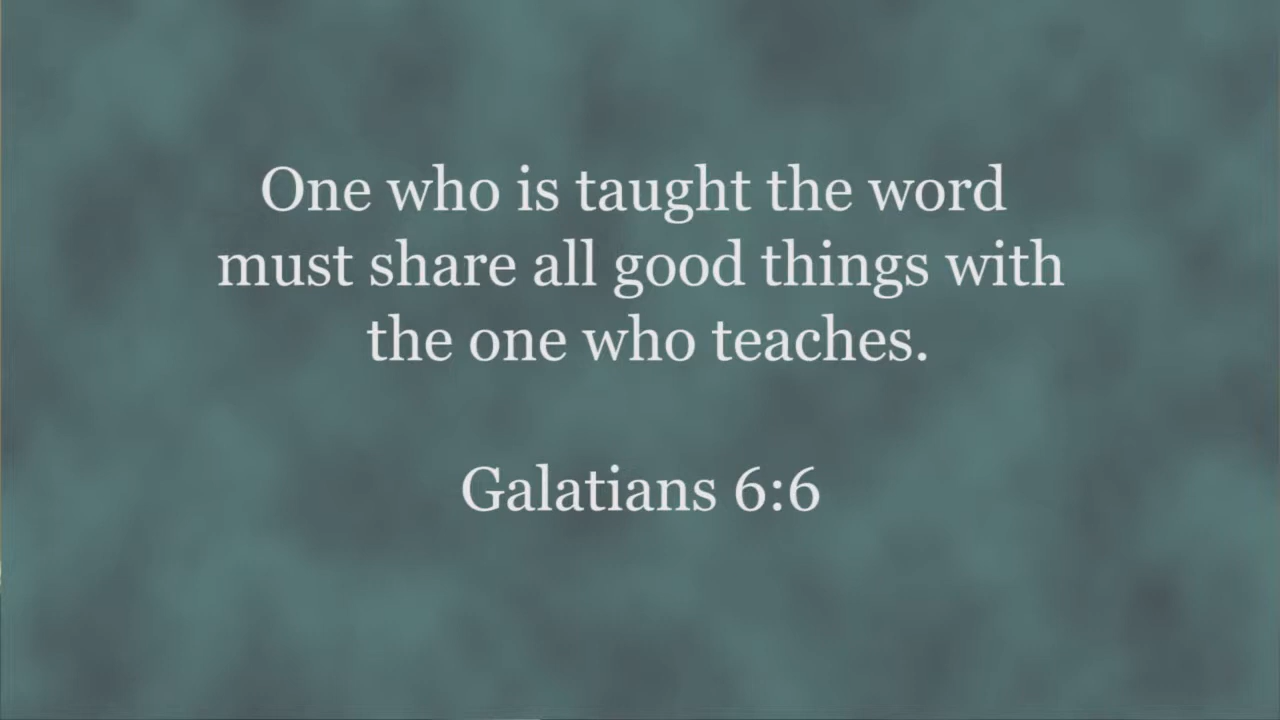 One who is taught the word
must share all good things with
the one who teaches.
Galatians 6:6